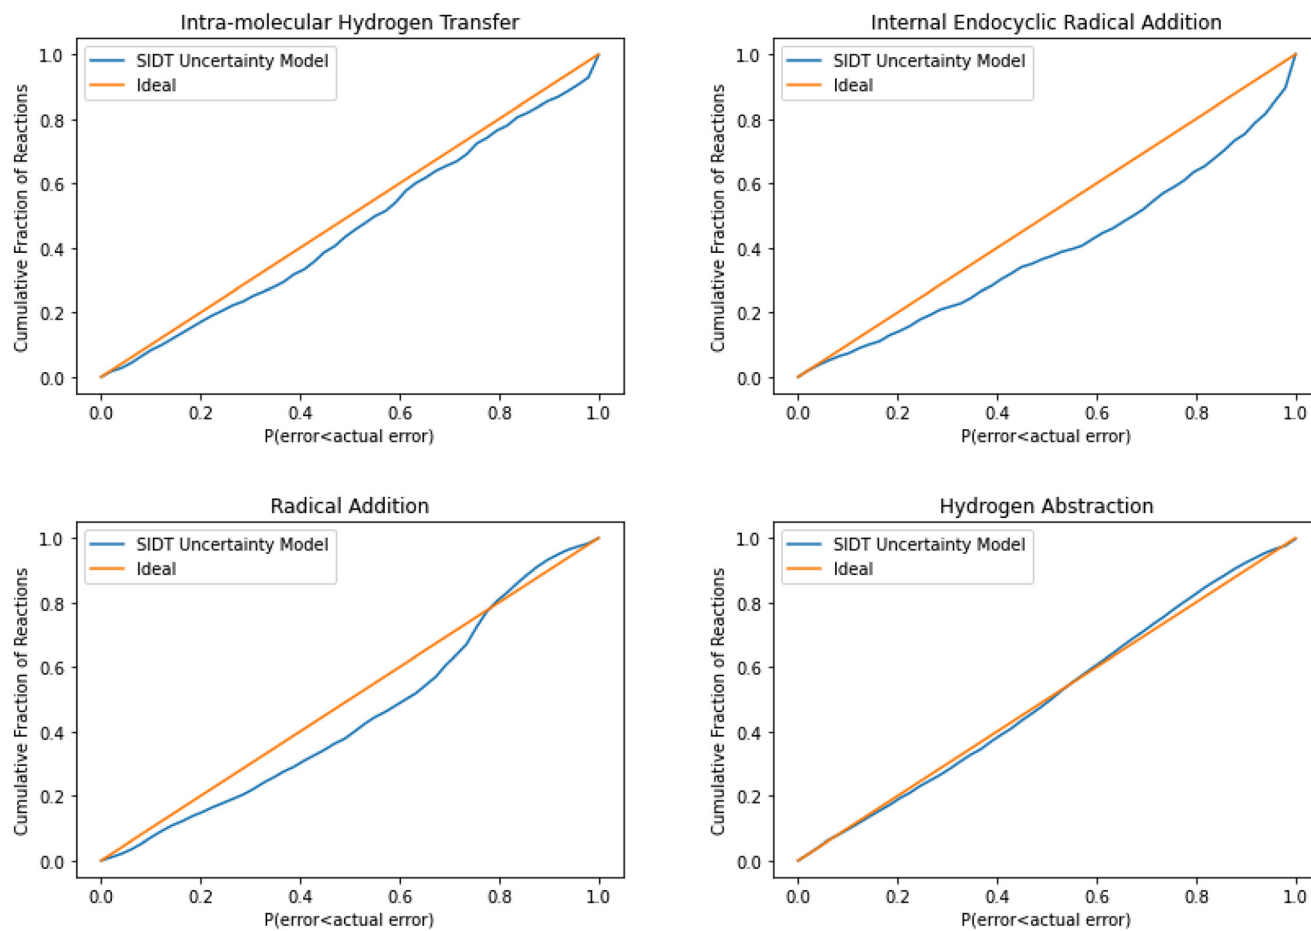 Intra-molecular Hydrogen Transfer
SIDT Uncertainty Model
Ideal
1.0
0.8
0.6
0.4
0.2
0.0
Cumulative Fraction of Reactions
0.0 0.2 0.4 0.6 0.8 1.0
P(error<actual error)
Internal Endocyclic Radical Addition
SIDT Uncertainty Model
Ideal
1.0
0.8
0.6
0.4
0.2
0.0
Cumulative Fraction of Reactions
0.0 0.2 0.4 0.6 0.8 1.0
P(error<actual error)
Radical Addition
SIDT Uncertainty Model
Ideal
1.0
0.8
0.6
0.4
0.2
0.0
Cumulative Fraction of Reactions
0.0 0.2 0.4 0.6 0.8 1.0
P(error<actual error)
Hydrogen Abstraction
SIDT Uncertainty Model
Ideal
1.0
0.8
0.6
0.4
0.2
0.0
Cumulative Fraction of Reactions
0.0 0.2 0.4 0.6 0.8 1.0
P(error<actual error)